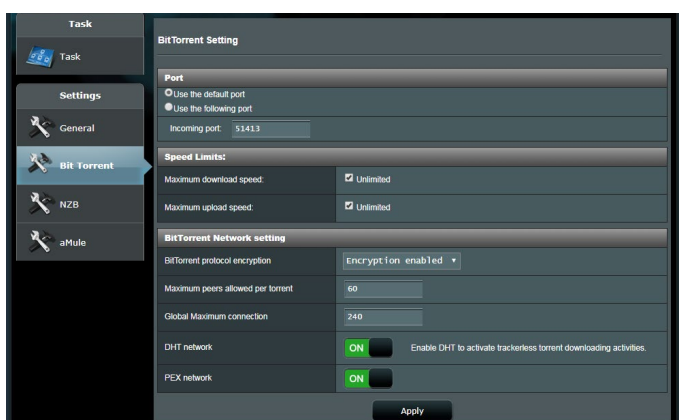 Task
Task
Settings
General
Bit Torrent
NZB
aMule
BitTorrent Setting
Port
Use the default port
Use the following port
Incoming port: 51413
Speed Limits:
Maximum download speed: Unlimited
Maximum upload speed: Unlimited
BitTorrent Network setting
BitTorrent protocol encryption Encryption enabled
Maximum peers allowed per torrent 60
Global Maximum connection 240
DHT network ON Enable DHT to activate trackerless torrent downloading activities.
PEX network ON
Apply